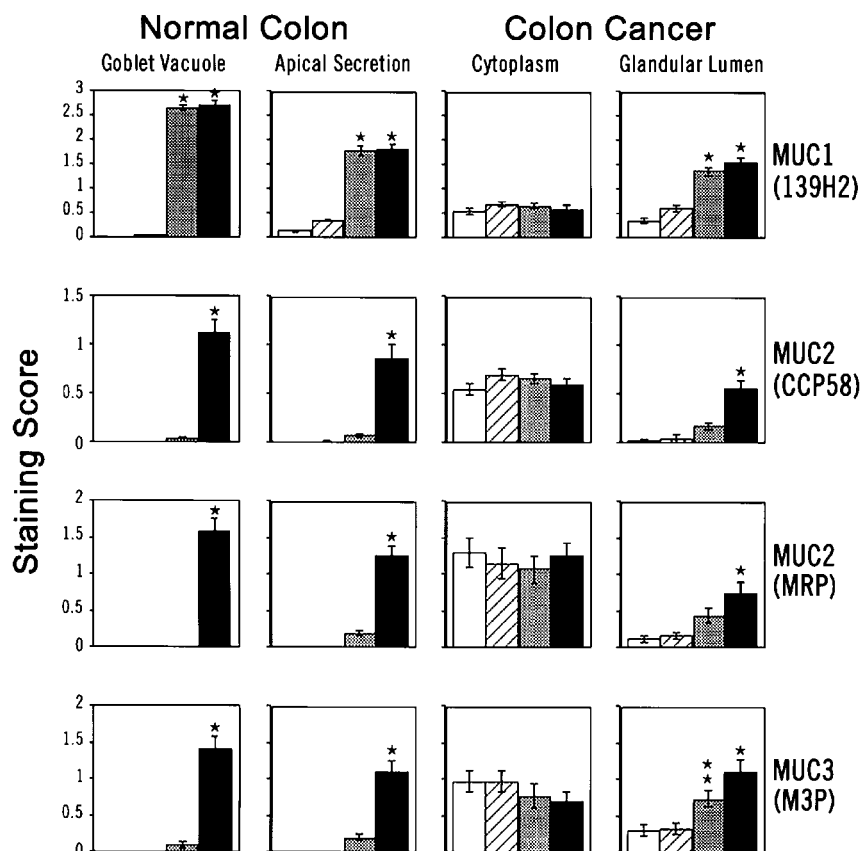 Normal Colon
Colon Cancer
Goblet Vacuole
Apical Secretion
Cytoplasm
Glandular Lumen
Staining Score
3
2.5
2
1.5
1
0.5
0
MUC1
(139H2)
1.5
1
0.5
0
MUC2
(CCP58)
2
1.5
1
0.5
0
MUC2
(MRP)
2
1.5
1
0.5
0
MUC3
(M3P)